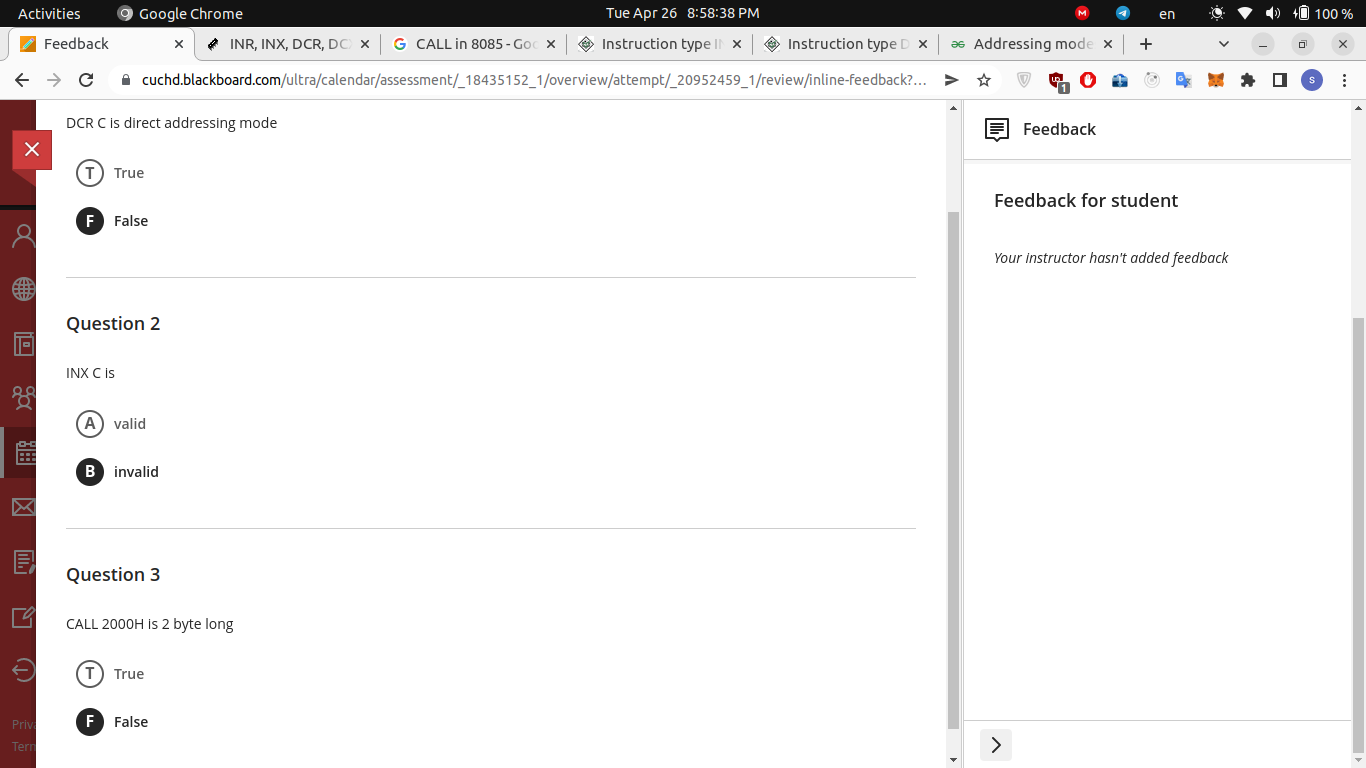 Activities
Google Chrome
Tue Apr 26 8:58:38 PM
en
100 %
Feedback
INR, INX, DCR, DC
CALL in 8085 - Goo
Instruction type I
Instruction type D
Addressing mode
cuchd.blackboard.com/ultra/calendar/assessment/_18435152_1/overview/attempt/_20952459_1/review/inline-feedback?...
1
S
DCR C is direct addressing mode
T True
F False
Question 2
INX C is
A valid
B invalid
Question 3
CALL 2000H is 2 byte long
T True
F False
Priva
Term
Feedback
Feedback for student
Your instructor hasn't added feedback